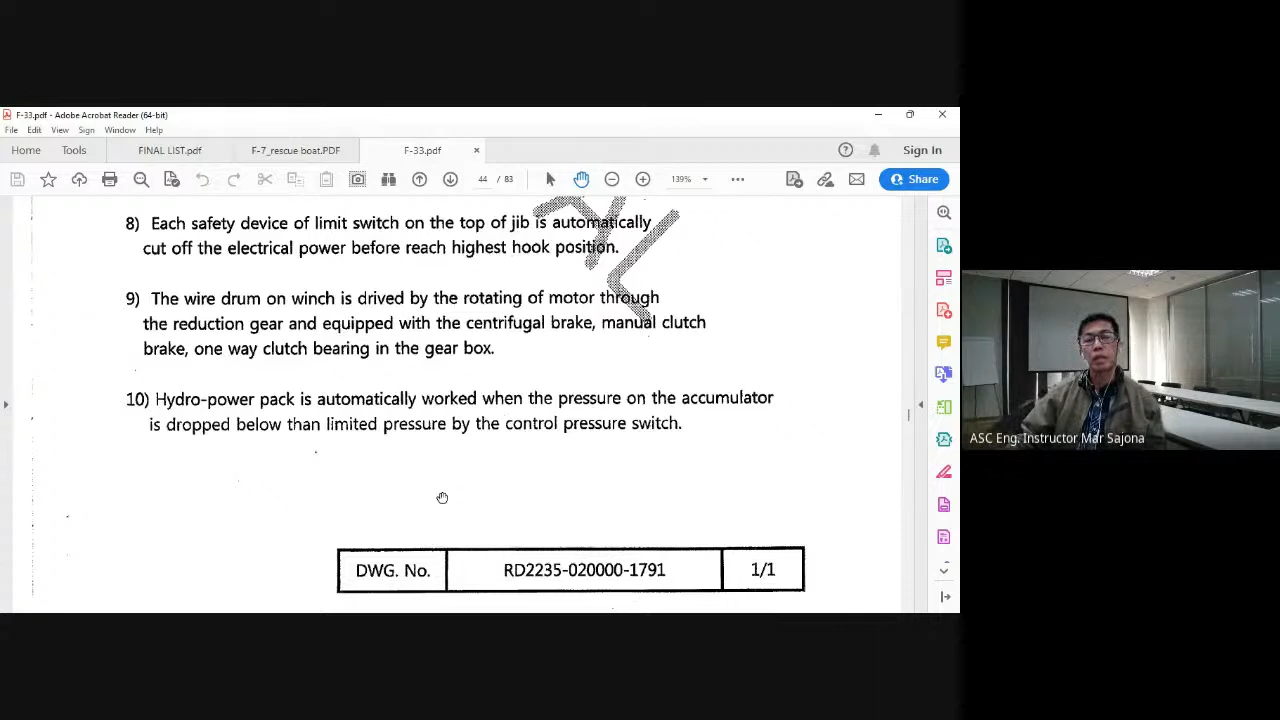 F-33.pdf - Adobe Acrobat Reader (64-bit)
File Edit View Sign Window Help
Home Tools FINAL LIST.pdf F-7_rescue boat.PDF F-33.pdf × Sign In
44 / 83 139% Share
8) Each safety device of limit switch on the top of jib is automatically
cut off the electrical power before reach highest hook position.
9) The wire drum on winch is drived by the rotating of motor through
the reduction gear and equipped with the centrifugal brake, manual clutch
brake, one way clutch bearing in the gear box.
10) Hydro-power pack is automatically worked when the pressure on the accumulator
is dropped below than limited pressure by the control pressure switch.
DWG. No. RD2235-020000-1791 1/1
ASC Eng. Instructor Mar Sajona